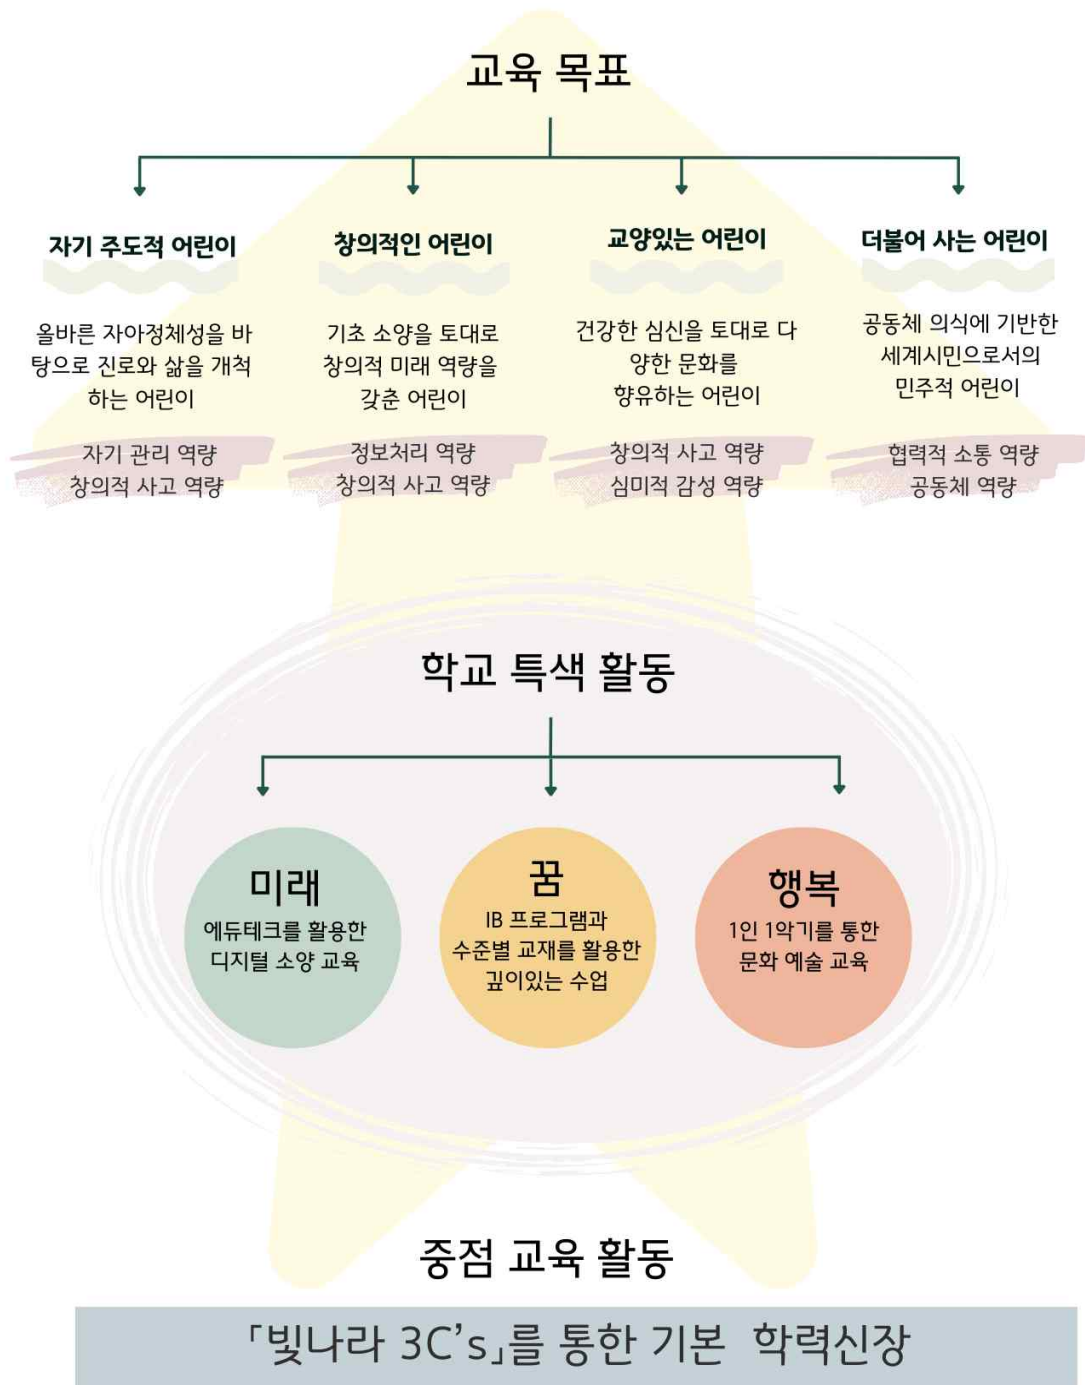 교육 목표
자기 주도적 어린이
올바른 자아정체성을 바
탕으로 진로와 삶을 개척
하는 어린이
자기 관리 역량
창의적 사고 역량
창의적인 어린이
기초 소양을 토대로
창의적 미래 역량을
갖춘 어린이
정보처리 역량
창의적 사고 역량
교양있는 어린이
건강한 심신을 토대로 다
양한 문화를
향유하는 어린이
창의적 사고 역량
심미적 감성 역량
더불어 사는 어린이
공동체 의식에 기반한
세계시민으로서의
민주적 어린이
협력적 소통 역량
공동체 역량
학교 특색 활동
미래
에듀테크를 활용한
디지털 소양 교육
꿈
IB 프로그램과
수준별 교재를 활용한
깊이있는 수업
행복
1인 1악기를 통한
문화 예술 교육
중점 교육 활동
「빛나라 3C's」를 통한 기본 학력신장